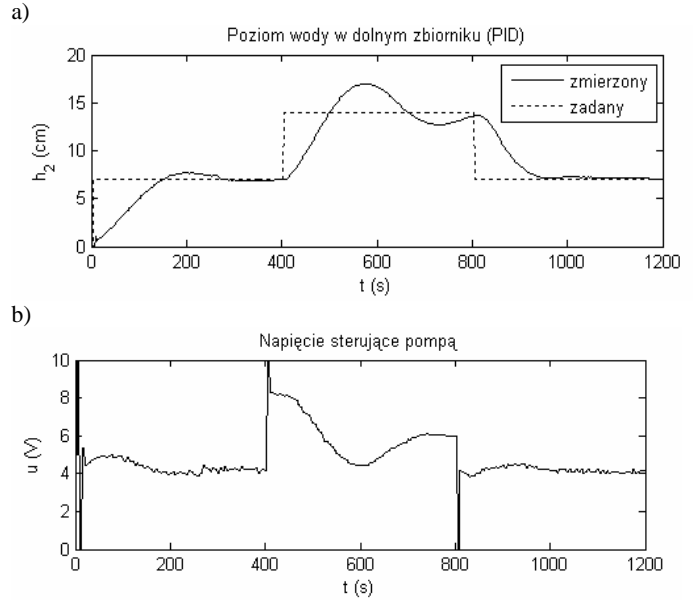 a)
Poziom wody w dolnym zbiorniku (PID)
20
15
10
5
0
h2 (cm)
zmierzony
zadany
0 200 400 600 800 1000 1200
t (s)
b)
Napięcie sterujące pompą
10
8
6
4
2
0
u (V)
0 200 400 600 800 1000 1200
t (s)